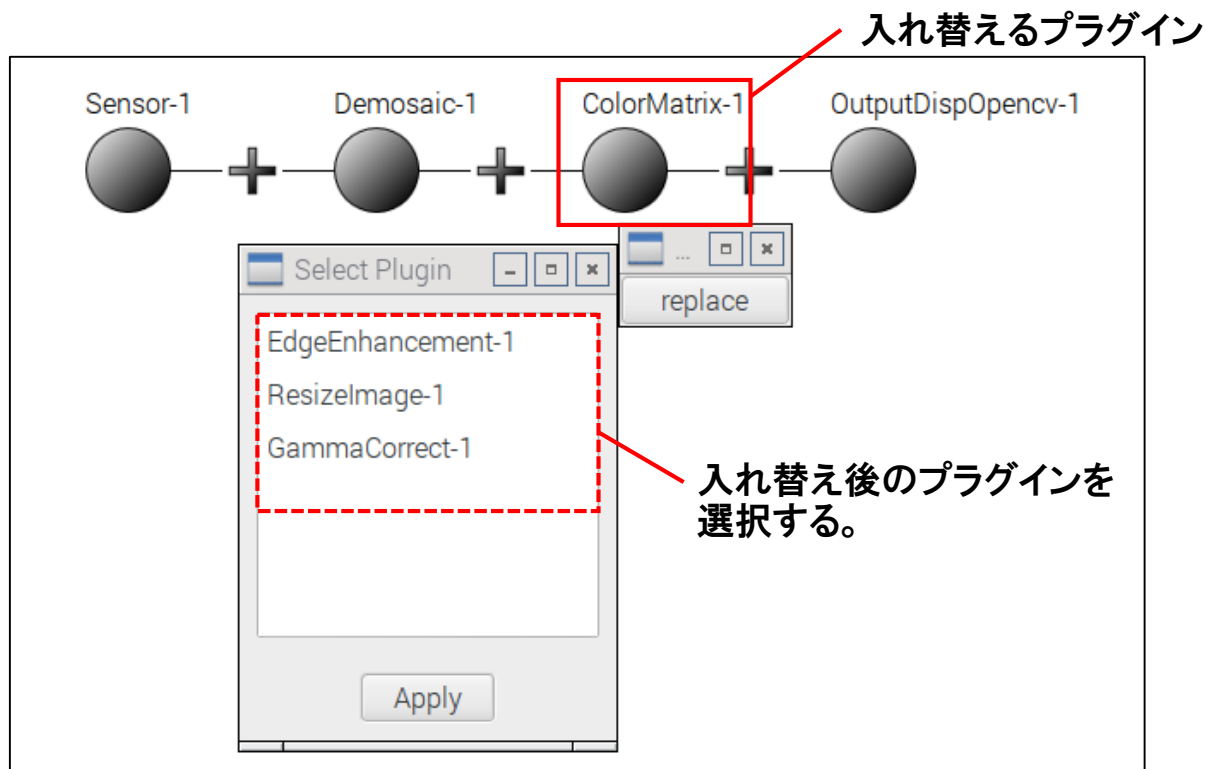 入れ替えるプラグイン
Sensor-1
Demosaic-1
ColorMatrix-1
OutputDispOpencv-1
Select Plugin
...
replace
EdgeEnhancement-1
ResizeImage-1
GammaCorrect-1
入れ替え後のプラグインを
選択する。
Apply